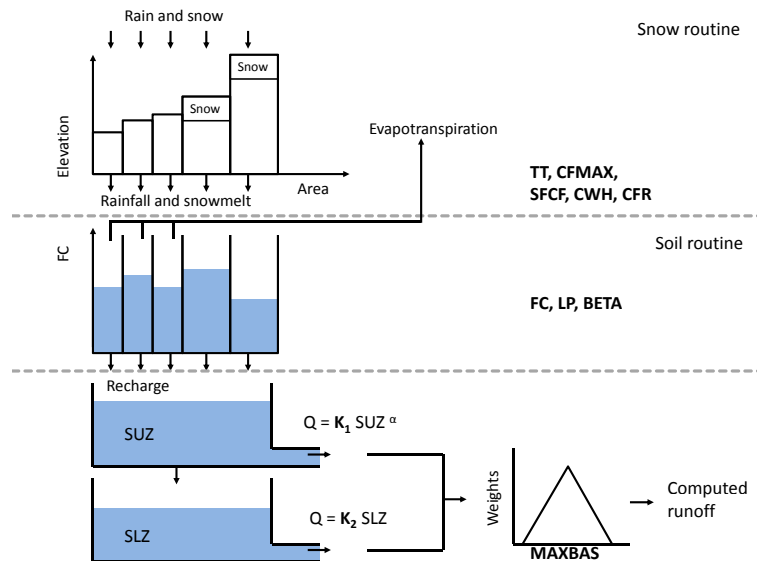 Rain and snow
Snow routine
Snow
Snow
Elevation
Area
Evapotranspiration
TT, CFMAX,
SFCF, CWH, CFR
Rainfall and snowmelt
Soil routine
FC
FC, LP, BETA
Recharge
SUZ
Q = K₁ SUZ ᵅ
SLZ
Q = K₂ SLZ
Weights
MAXBAS
Computed
runoff